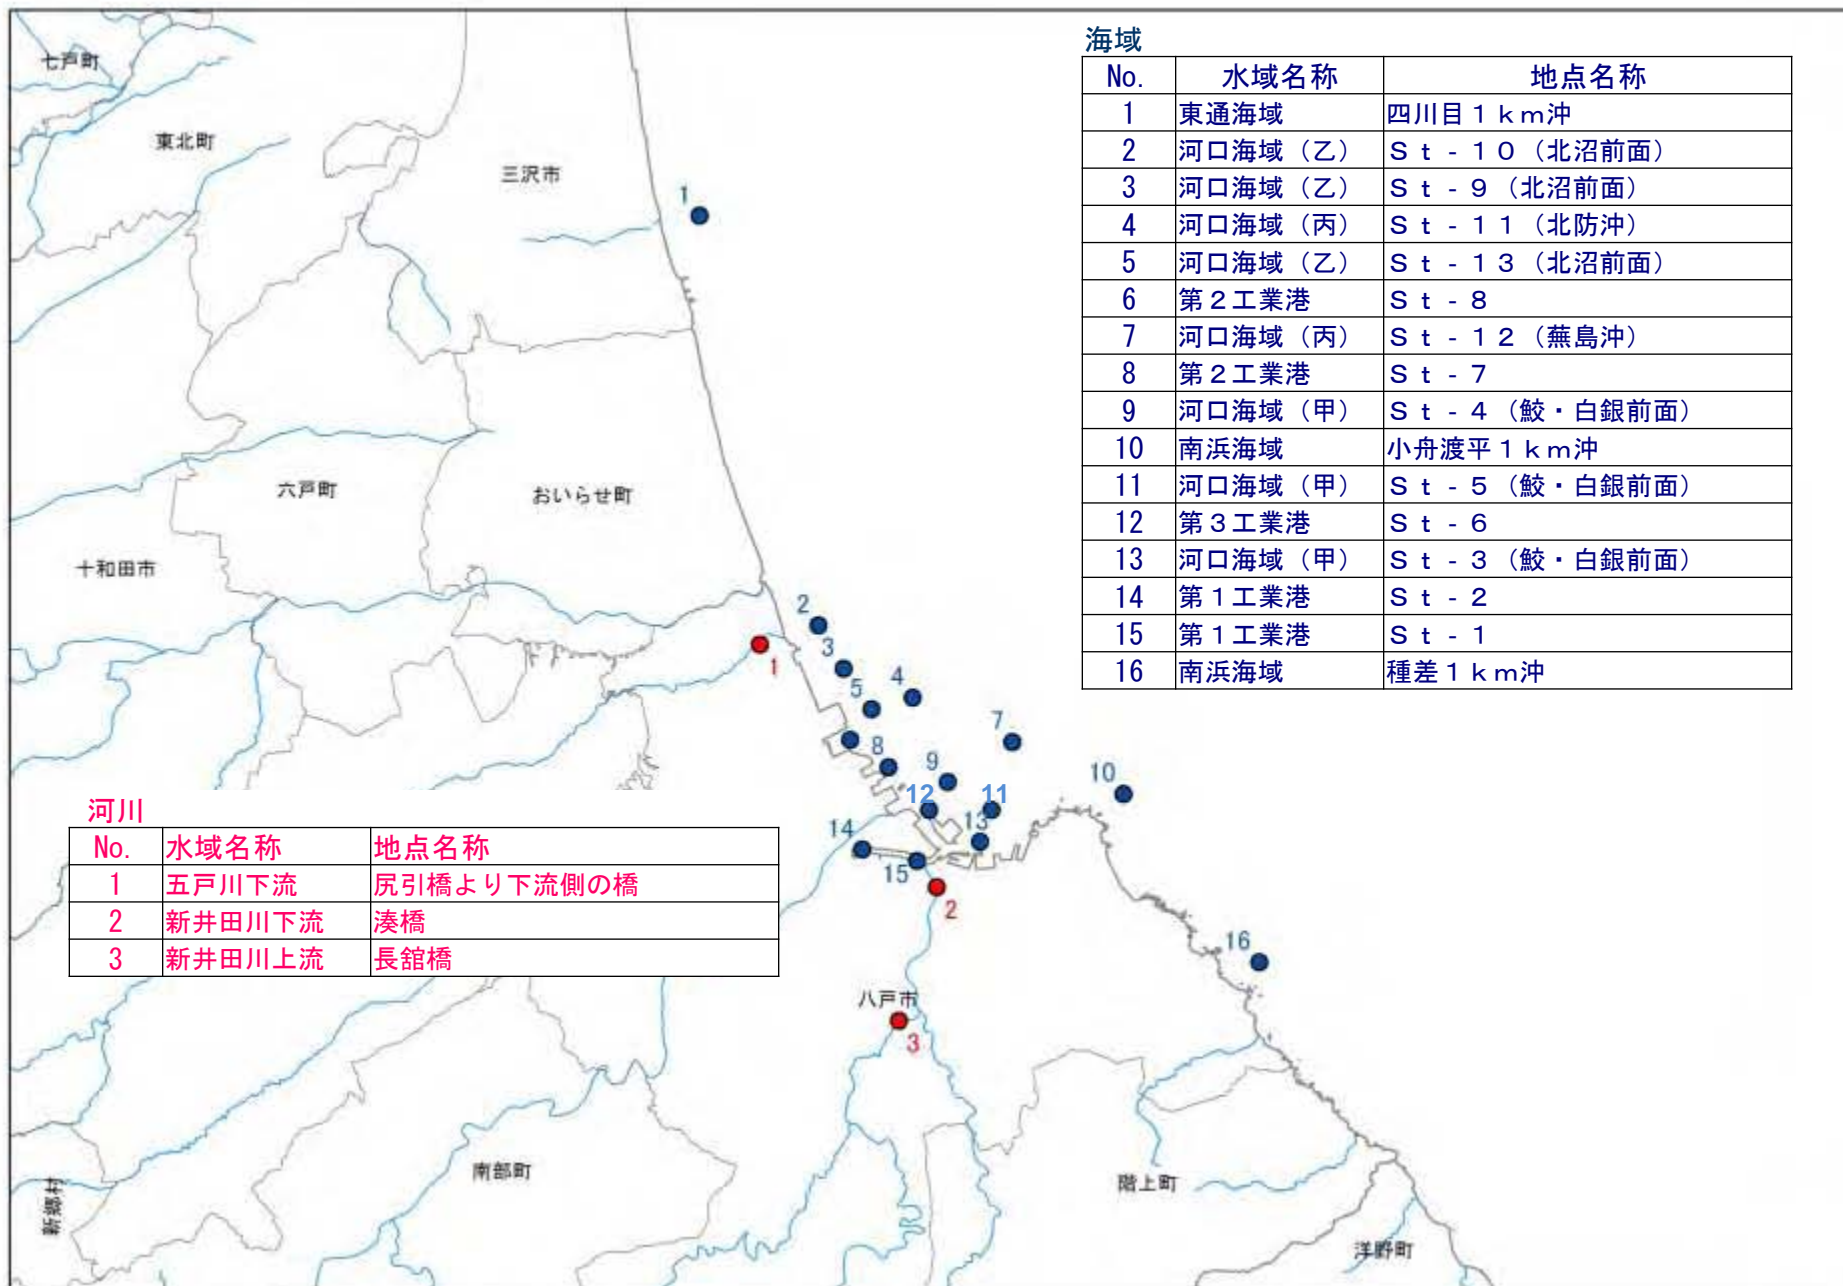 海域
No. 水域名称 地点名称
1 東通海域 四川目1km沖
2 河口海域(乙) St-10(北沼前面)
3 河口海域(乙) St-9(北沼前面)
4 河口海域(丙) St-11(北防沖)
5 河口海域(乙) St-13(北沼前面)
6 第2工業港 St-8
7 河口海域(丙) St-12(蕪島沖)
8 第2工業港 St-7
9 河口海域(甲) St-4(鮫・白銀前面)
10 南浜海域 小舟渡平1km沖
11 河口海域(甲) St-5(鮫・白銀前面)
12 第3工業港 St-6
13 河口海域(甲) St-3(鮫・白銀前面)
14 第1工業港 St-2
15 第1工業港 St-1
16 南浜海域 種差1km沖
七戸町
東北町
三沢市
1
六戸町
おいらせ町
十和田市
2
3
1
5
4
7
8
9
10
12
11
14
13
15
2
16
八戸市
3
河川
No. 水域名称 地点名称
1 五戸川下流 尻引橋より下流側の橋
2 新井田川下流 湊橋
3 新井田川上流 長舘橋
新郷村
南部町
階上町
洋野町